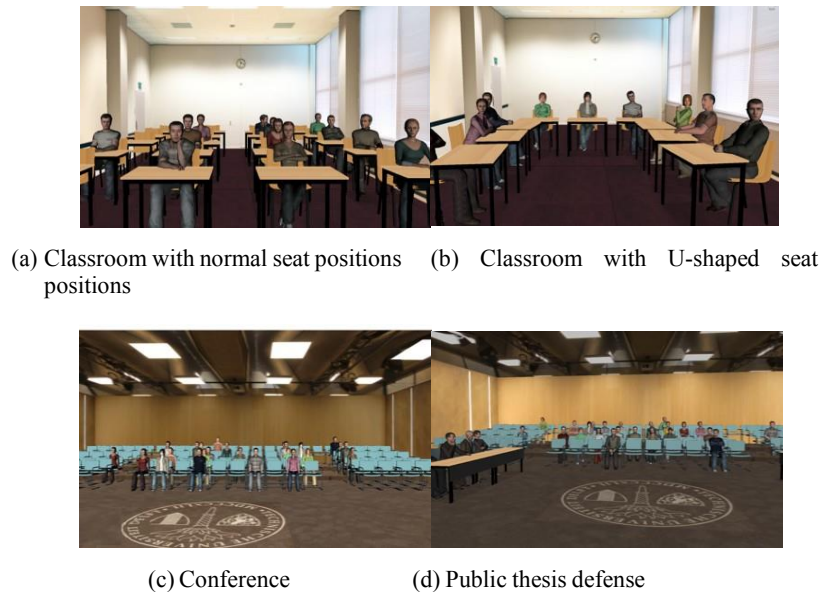 (a) Classroom with normal seat positions
(b) Classroom with U-shaped seat
positions
(c) Conference
(d) Public thesis defense